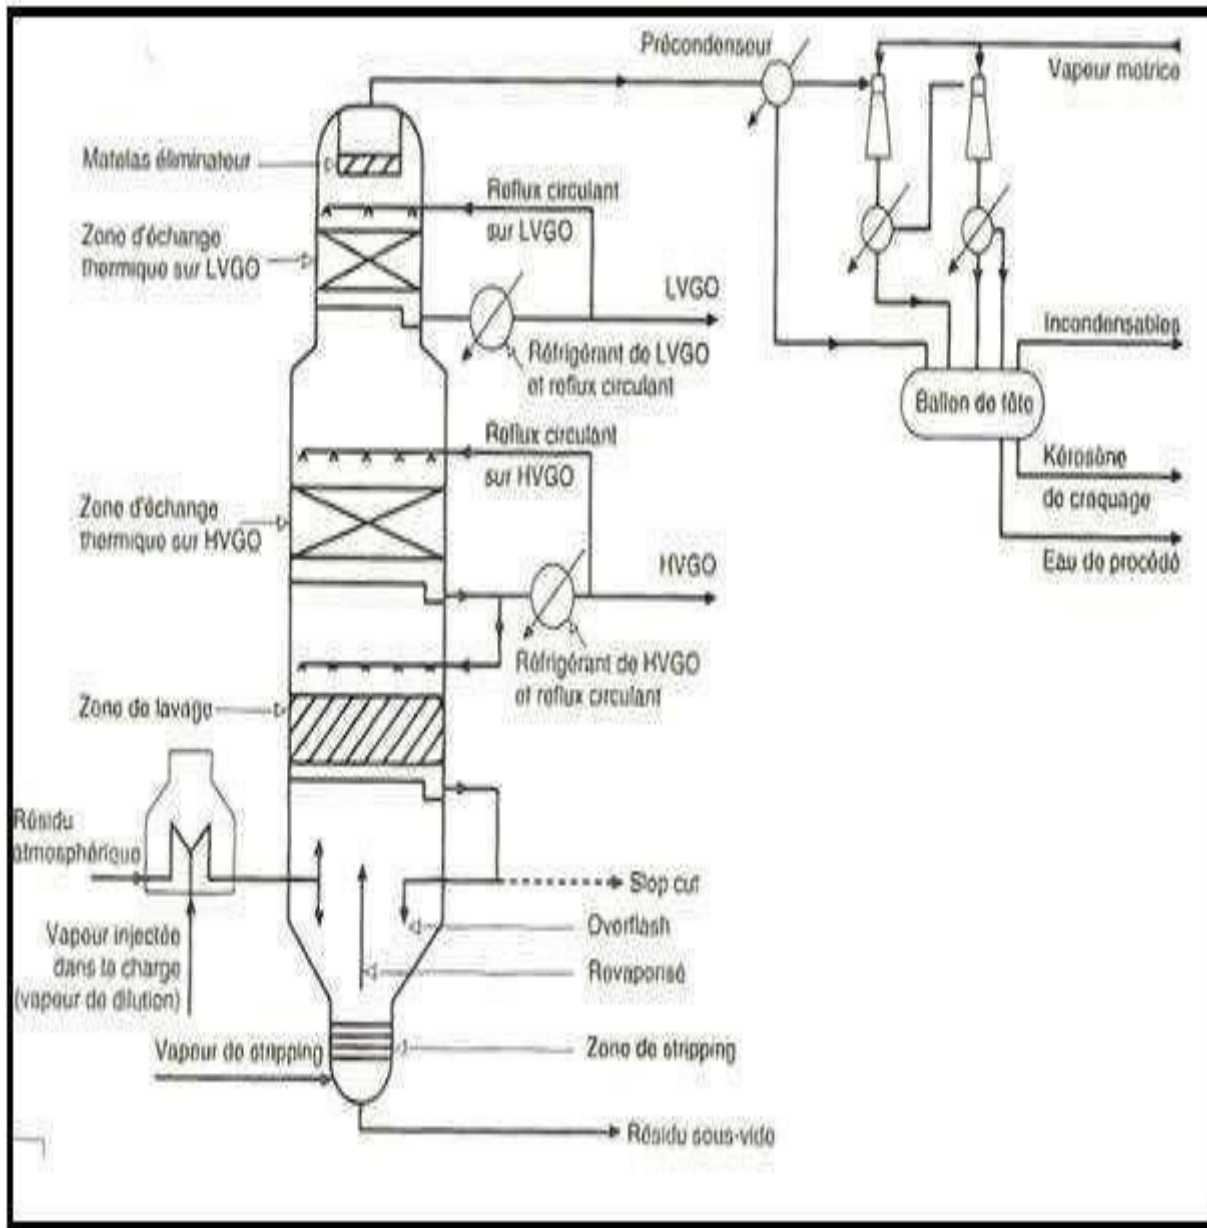 Précondenseur
Vapeur motrice
Matelas éliminateur
Reflux circulant
sur LVGO
Zone d'échange
thermique sur LVGO
LVGO
Incondensables
Réfrigérant de LVGO
et reflux circulant
Ballon de tête
Reflux circulant
sur HVGO
Kérosène
de craquage
Zone d'échange
thermique sur HVGO
HVGO
Eau de procédé
Réfrigérant de HVGO
et reflux circulant
Zone de lavage
Résidu
atmosphérique
Slop cut
Overflash
Vapeur injectée
dans la charge
(vapeur de dilution)
Revaporisé
Vapeur de stripping
Zone de stripping
Résidu sous-vide